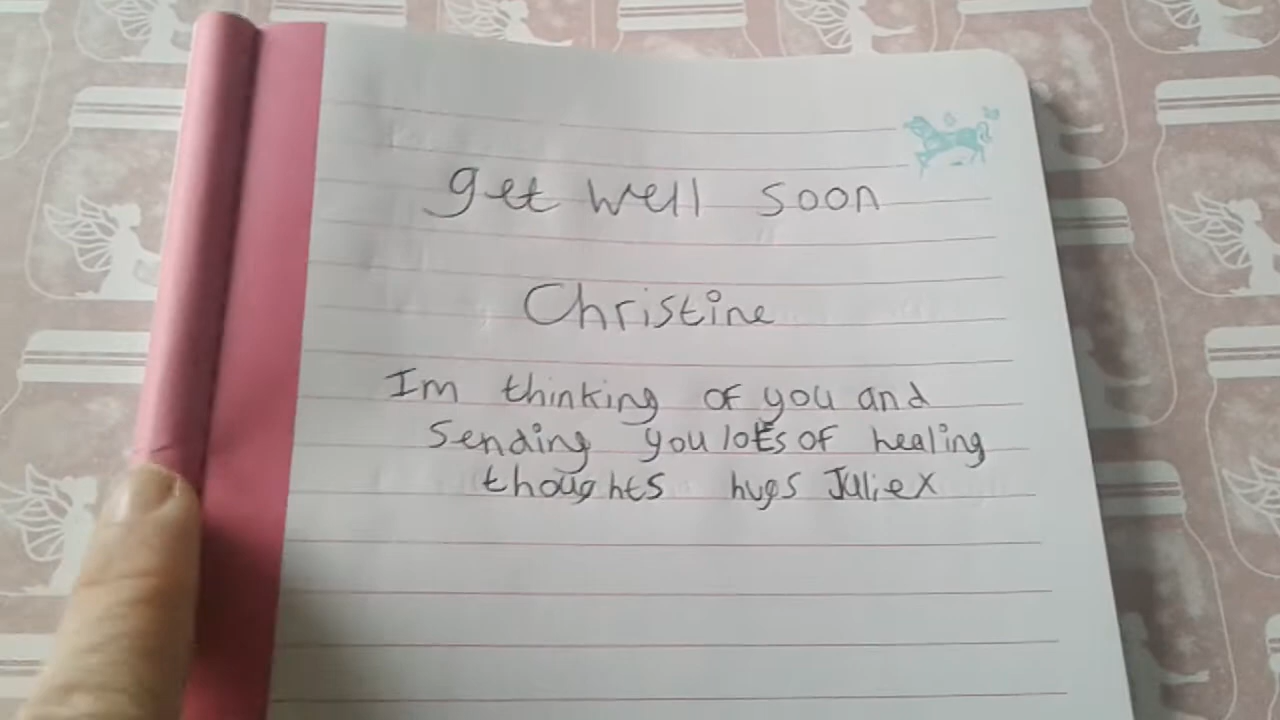 get well soon
Christine
Im thinking of you and
Sending you lots of healing
thoughts hugs Julie x